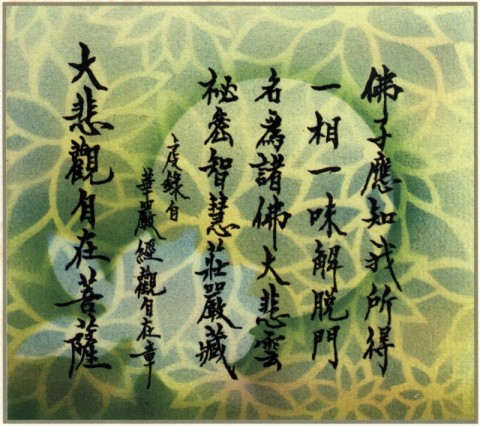 佛子應知我所得
一相一味解脫門
名爲諸佛大悲雲
祕密智慧莊嚴藏
度錄自
華嚴經觀自在章
大悲觀自在菩薩